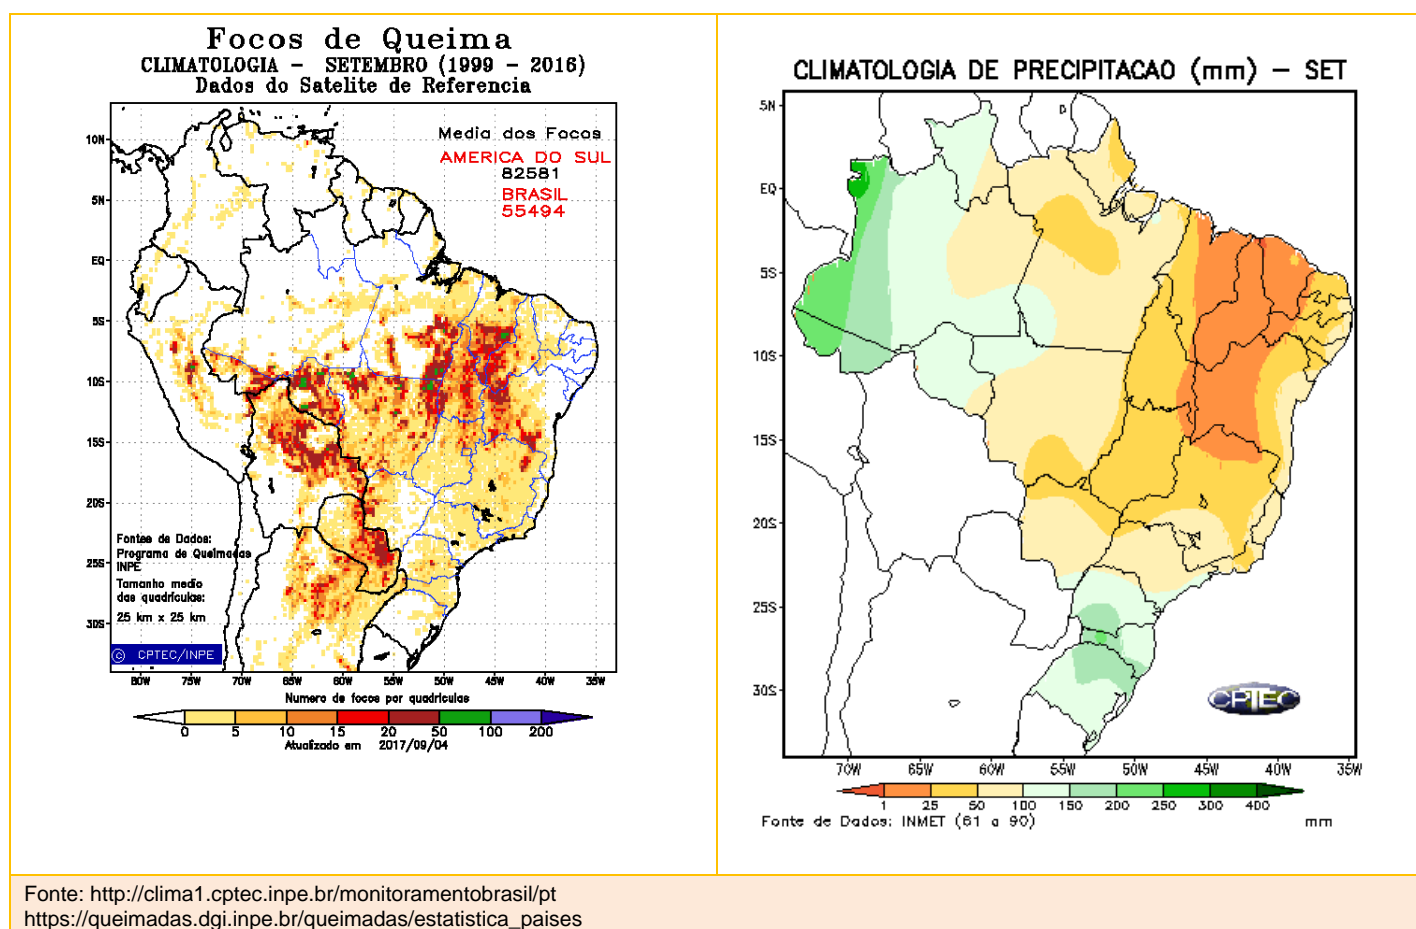 Focos de Queima
CLIMATOLOGIA - SETEMBRO (1999 - 2016)
Dados do Satelite de Referencia
Media dos Focos
AMERICA DO SUL
82581
BRASIL
55494
10N
5N
EQ
5S
10S
15S
20S
25S
30S
Fontes de Dados:
Programa de Queimadas
INPE
Tamanho medio
das quadrículas:
25 km x 25 km
© CPTEC/INPE
80W 75W 70W 65W 60W 55W 50W 45W 40W 35W
Numero de focos por quadrículas
0 5 10 15 20 50 100 200
Atualizado em 2017/09/04
CLIMATOLOGIA DE PRECIPITACAO (mm) - SET
5N
EQ
5S
10S
15S
20S
25S
30S
CPTEC
70W 65W 60W 55W 50W 45W 40W 35W
1 25 50 100 150 200 250 300 400
Fonte de Dados: INMET (61 a 90) mm
Fonte: http://clima1.cptec.inpe.br/monitoramentobrasil/pt
https://queimadas.dgi.inpe.br/queimadas/estatistica_paises